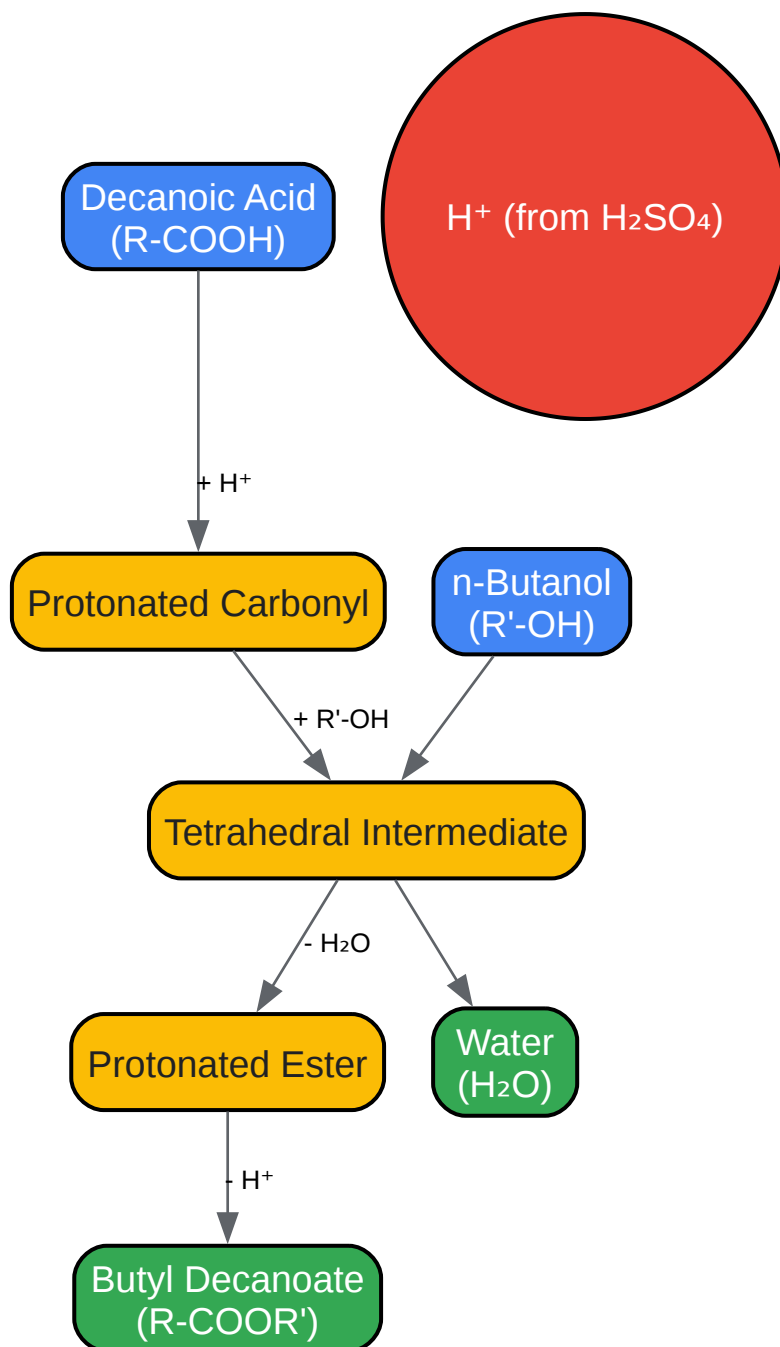 Decanoic Acid
(R-COOH)
H⁺ (from H₂SO₄)
+ H⁺
Protonated Carbonyl
n-Butanol
(R'-OH)
+ R'-OH
Tetrahedral Intermediate
- H₂O
Protonated Ester
Water
(H₂O)
- H⁺
Butyl Decanoate
(R-COOR')